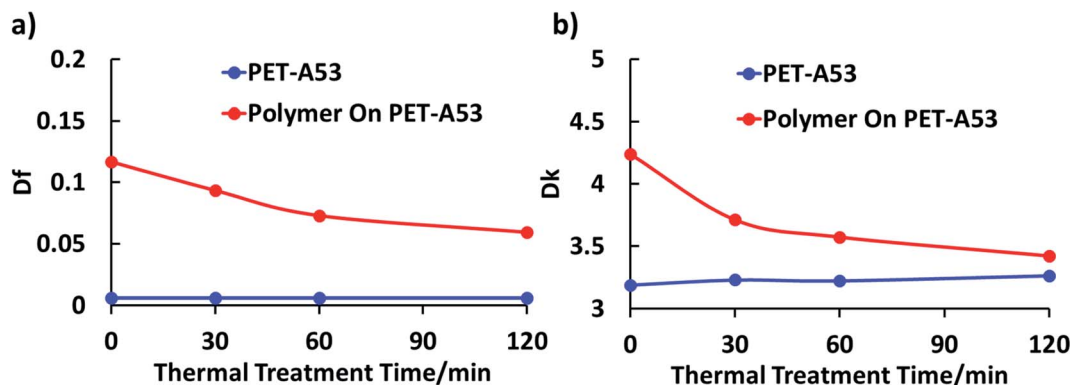 a)
0.2
0.15
0.1
0.05
0
Df
PET-A53
Polymer On PET-A53
0 30 60 90 120
Thermal Treatment Time/min
b)
5
4.5
4
3.5
3
Dk
PET-A53
Polymer On PET-A53
0 30 60 90 120
Thermal Treatment Time/min